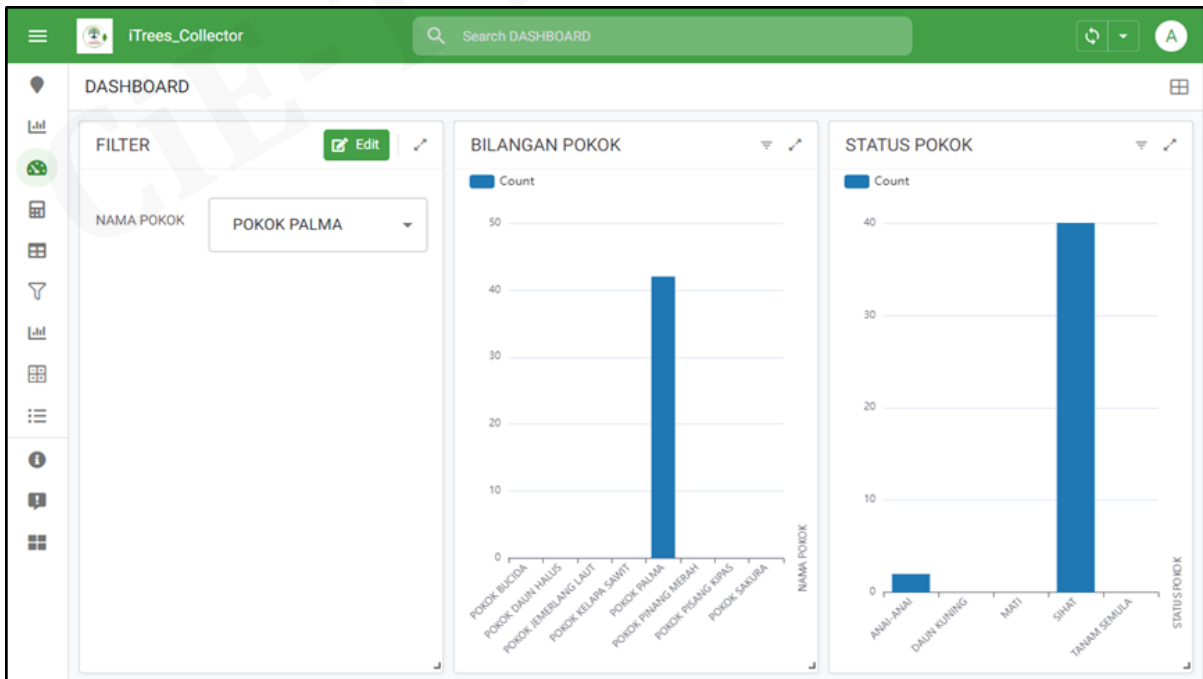 iTrees_Collector
Search DASHBOARD
A
DASHBOARD
FILTER
Edit
NAMA POKOK
POKOK PALMA
BILANGAN POKOK
Count
50
40
30
20
10
0
POKOK BUCIDA
POKOK DAUN HALUS
POKOK JEMERLANG LAUT
POKOK KELAPA SAWIT
POKOK PALMA
POKOK PINANG MERAH
POKOK PISANG KIPAS
POKOK SAKURA
NAMA POKOK
STATUS POKOK
Count
40
30
20
10
0
ANAI-ANAI
DAUN KUNING
MATI
SIHAT
TANAM SEMULA
STATUS POKOK